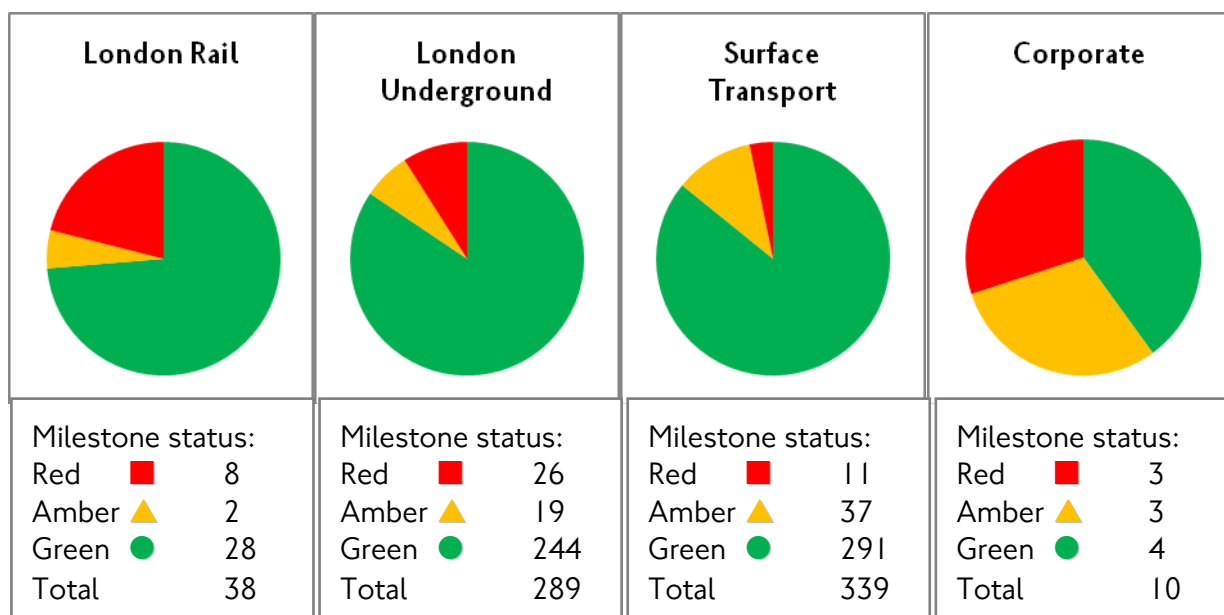 London Rail
London
Underground
Surface
Transport
Corporate
Milestone status:
Red 8
Amber 2
Green 28
Total 38
Milestone status:
Red 26
Amber 19
Green 244
Total 289
Milestone status:
Red 11
Amber 37
Green 291
Total 339
Milestone status:
Red 3
Amber 3
Green 4
Total 10